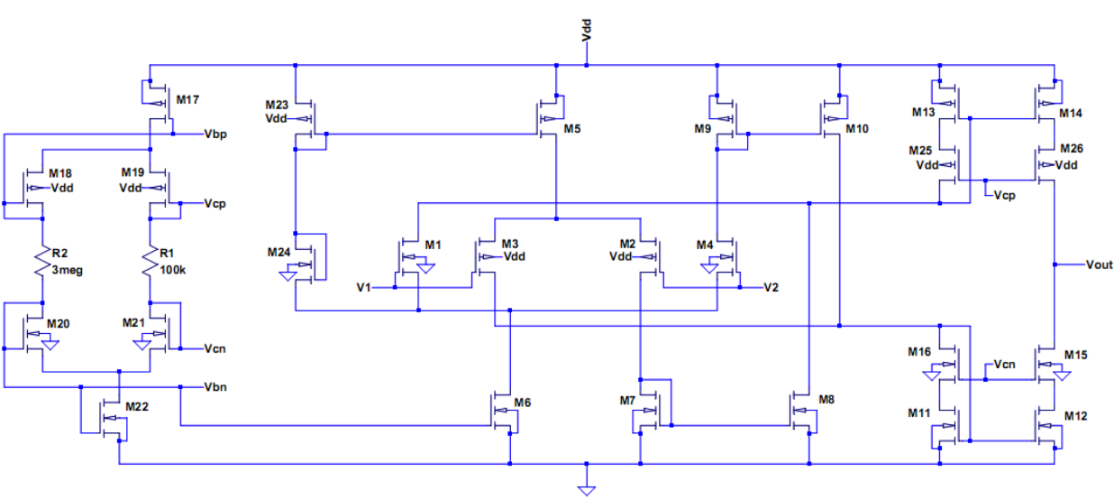 Vdd
M17
M23
Vdd
M5
M9
M10
M13
M14
Vbp
M25
Vdd
M26
Vdd
M18
Vdd
M19
Vdd
Vcp
Vcp
R2
3meg
R1
100k
M24
M1
M3
Vdd
M2
Vdd
M4
V1
V2
Vout
M20
M21
Vcn
M16
Vcn
M15
Vbn
M22
M6
M7
M8
M11
M12